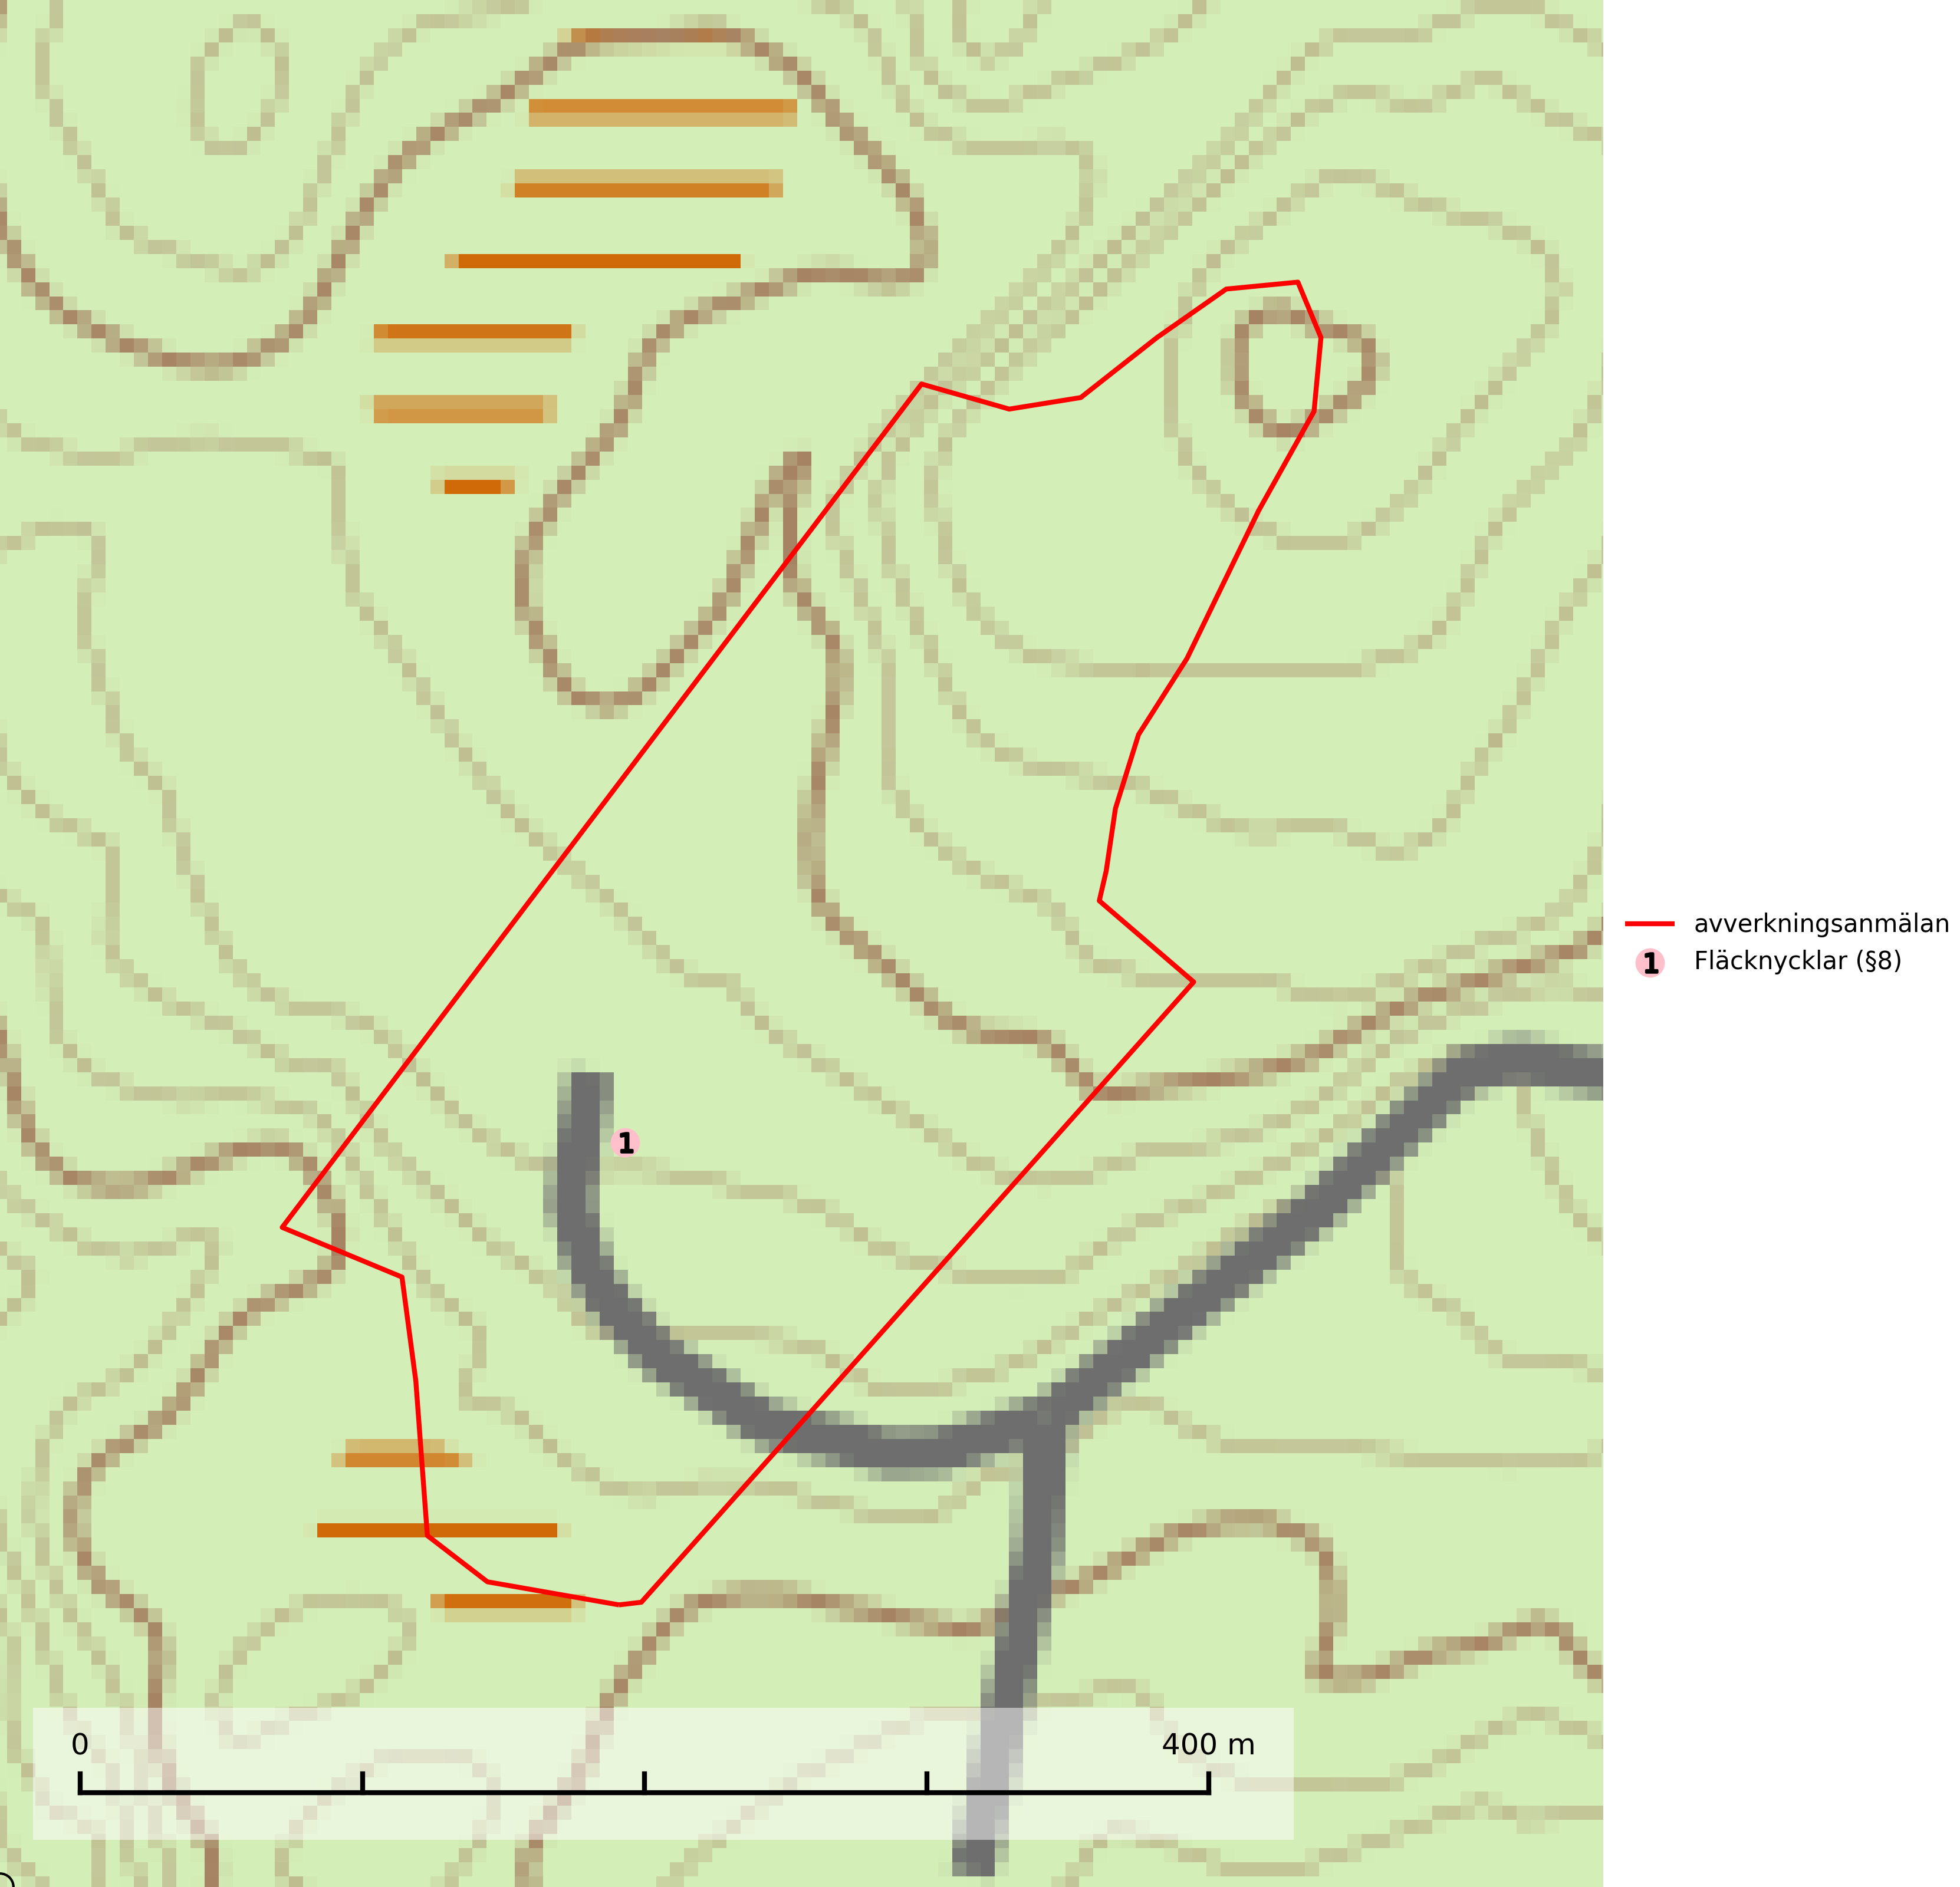 avverkningsanmälan
1 Fläcknycklar (§8)
1
0 400 m